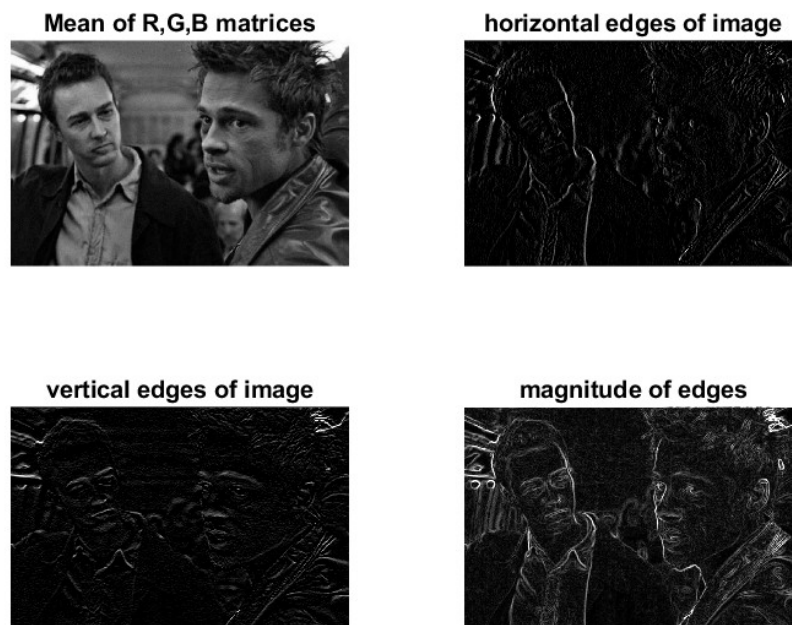 Mean of R,G,B matrices
horizontal edges of image
vertical edges of image
magnitude of edges